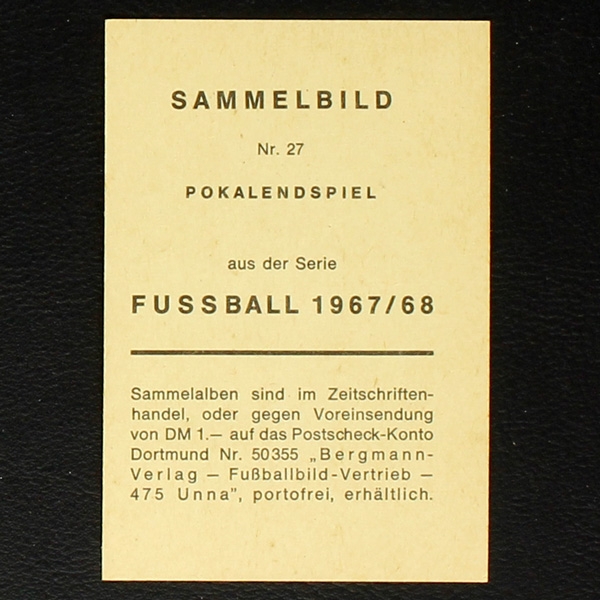 SAMMELBILD
Nr. 27
POKALENDSPIEL
aus der Serie
FUSSBALL 1967/68
Sammelalben sind im Zeitschriften-
handel, oder gegen Voreinsendung
von DM 1.— auf das Postscheck-Konto
Dortmund Nr. 50355 „Bergmann-
Verlag — Fußballbild-Vertrieb —
475 Unna”, portofrei, erhältlich.